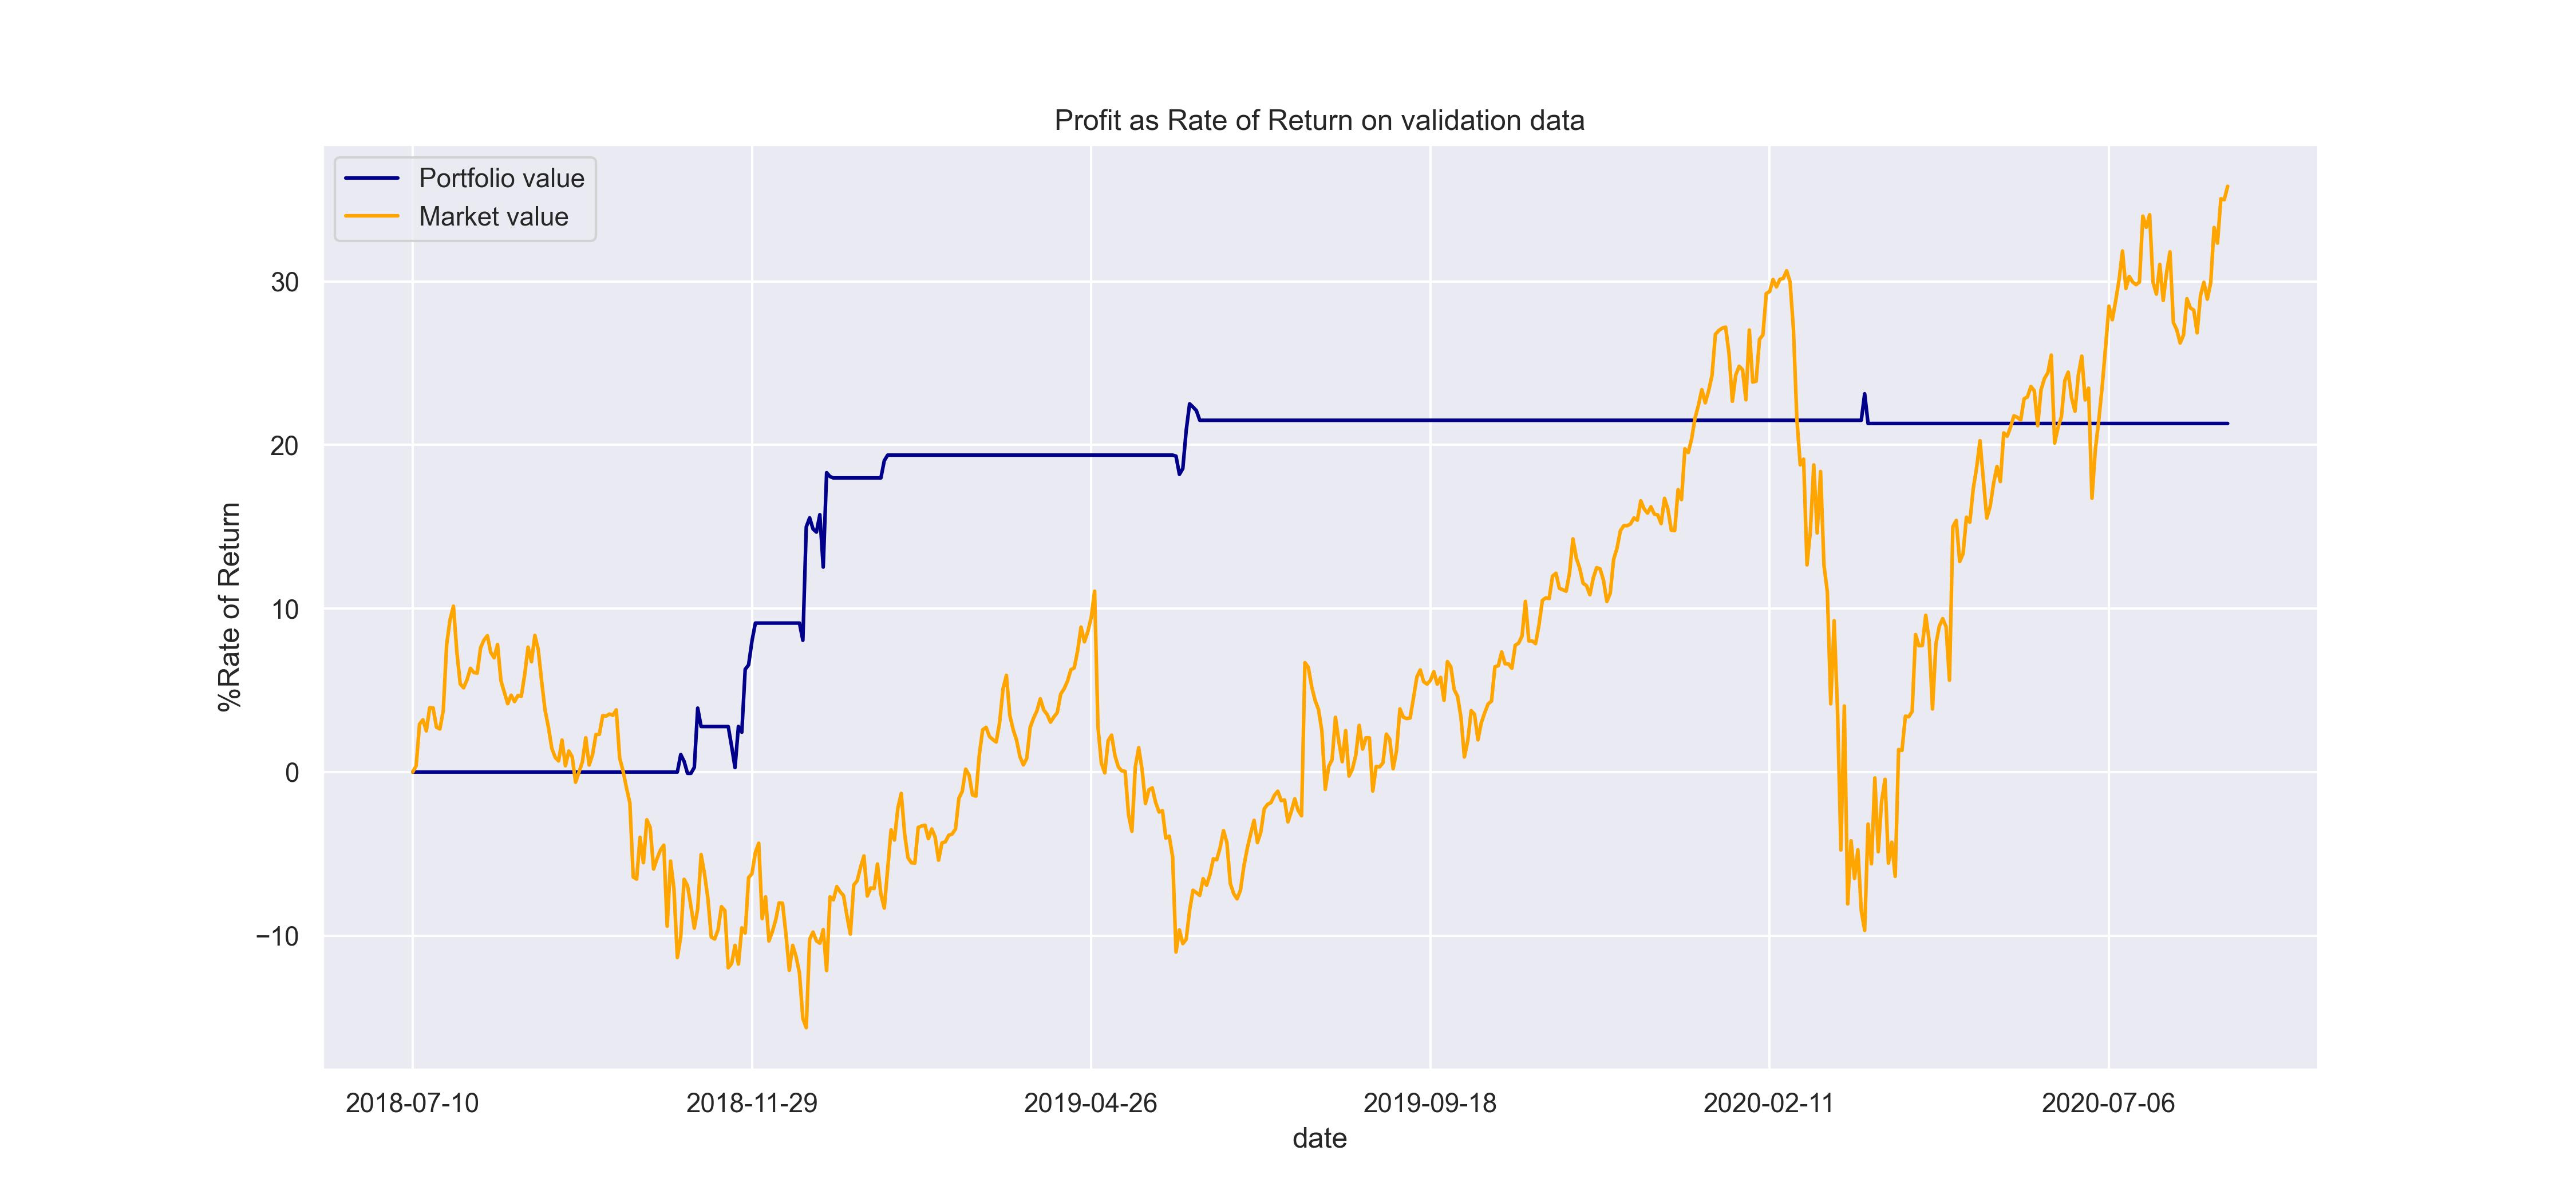 Profit as Rate of Return on validation data
Portfolio value
Market value
%Rate of Return
30
20
10
0
−10
2018-07-10
2018-11-29
2019-04-26
2019-09-18
2020-02-11
2020-07-06
date